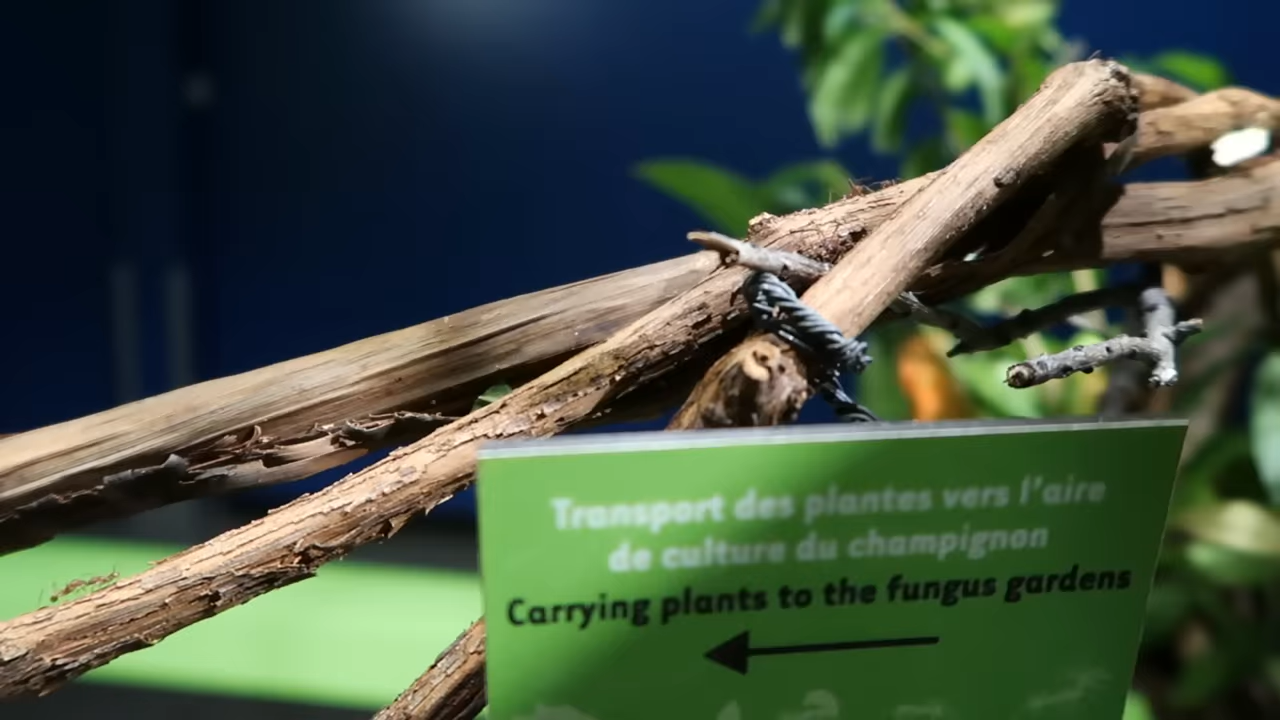 Transport des plantes vers l'aire
de culture du champignon
Carrying plants to the fungus gardens